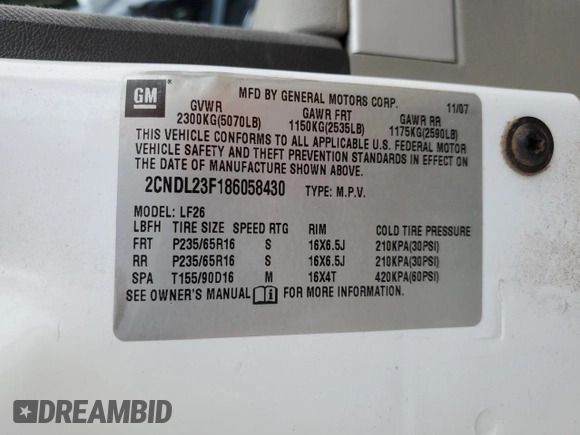 GM
MFD BY GENERAL MOTORS CORP. 11/07
GVWR GAWR FRT GAWR RR
2300KG(5070LB) 1150KG(2535LB) 1175KG(2590LB)
THIS VEHICLE CONFORMS TO ALL APPLICABLE U.S. FEDERAL MOTOR
VEHICLE SAFETY AND THEFT PREVENTION STANDARDS IN EFFECT ON
THE DATE OF MANUFACTURE SHOWN ABOVE.
2CNDL23F186058430 TYPE: M.P.V.
MODEL: LF26
LBFH TIRE SIZE SPEED RTG RIM COLD TIRE PRESSURE
FRT P235/65R16 S 16X6.5J 210KPA(30PSI)
RR P235/65R16 S 16X6.5J 210KPA(30PSI)
SPA T155/90D16 M 16X4T 420KPA(60PSI)
SEE OWNER'S MANUAL FOR MORE INFORMATION.
DREAMBID